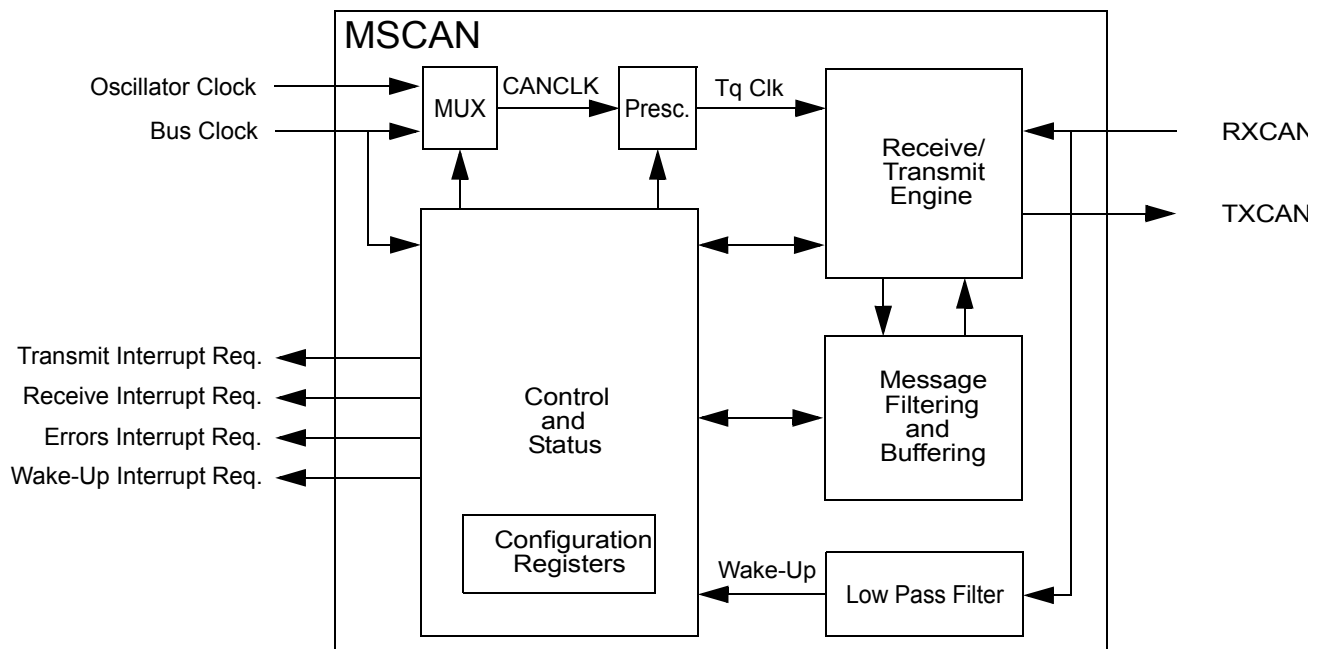 MSCAN
Oscillator Clock
Bus Clock
MUX
CANCLK
Presc.
Tq Clk
Receive/
Transmit
Engine
RXCAN
TXCAN
Transmit Interrupt Req.
Receive Interrupt Req.
Errors Interrupt Req.
Wake-Up Interrupt Req.
Control
and
Status
Message
Filtering
and
Buffering
Configuration
Registers
Wake-Up
Low Pass Filter